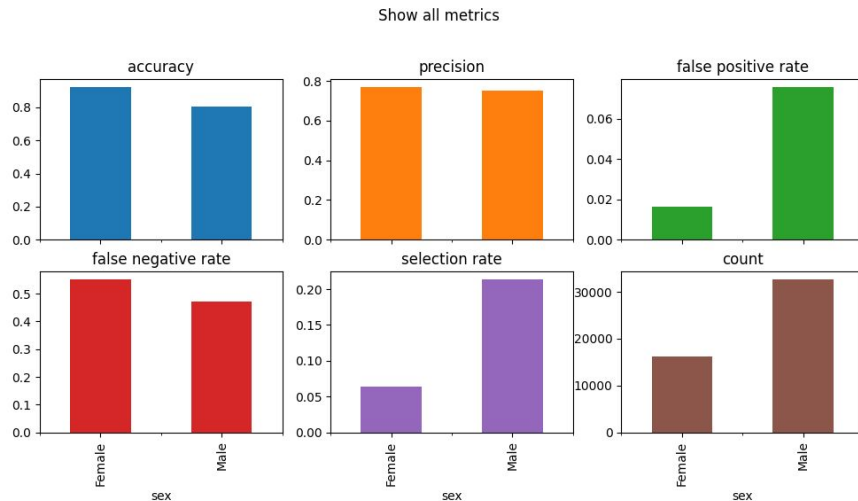 Show all metrics
accuracy
precision
false positive rate
0.8
0.6
0.4
0.2
0.0
0.8
0.6
0.4
0.2
0.0
0.06
0.04
0.02
0.00
false negative rate
selection rate
count
0.5
0.4
0.3
0.2
0.1
0.0
0.20
0.15
0.10
0.05
0.00
30000
20000
10000
0
Female
Male
sex
Female
Male
sex
Female
Male
sex